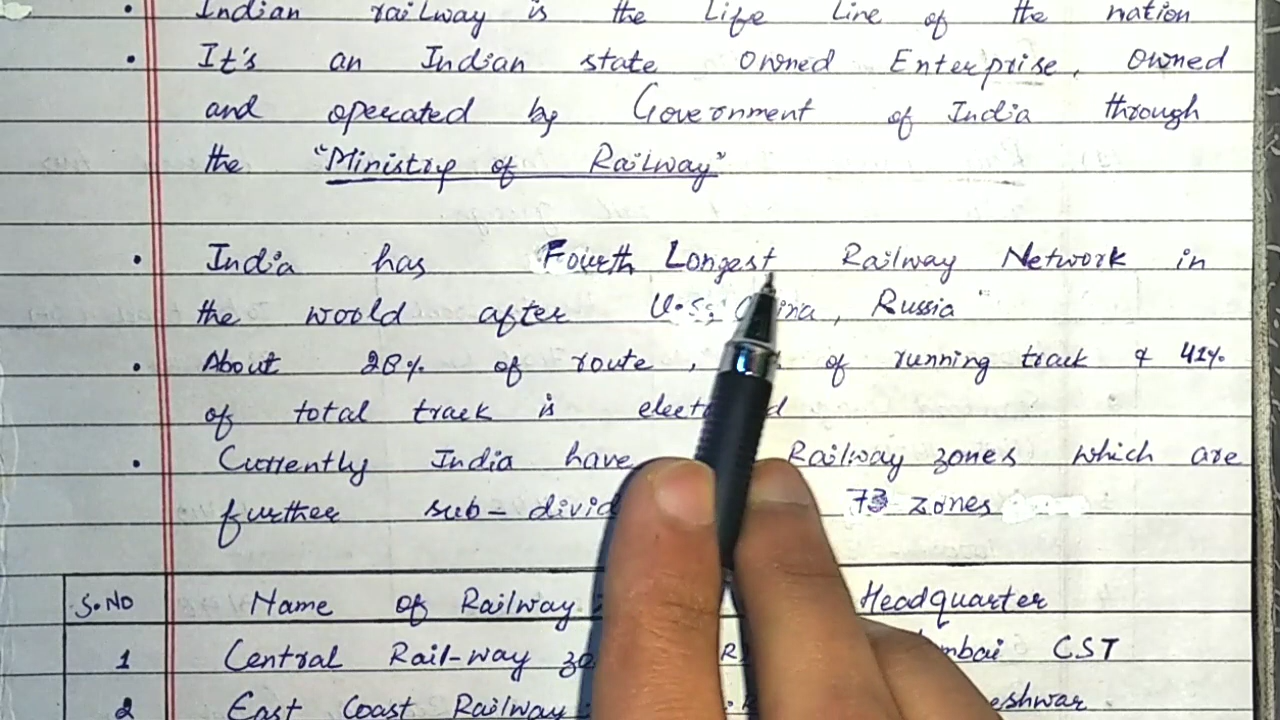 • Indian railway is the Life Line of the nation
• It's an Indian state owned Enterprise, owned
and operated by Government of India through
the "Ministry of Railway"
• India has Fourth Longest Railway Network in
the world after U.S; China, Russia
• About 28% of route, of running track & 41%
of total track is
• Currently India have Railway zones which are
further sub-divid 73 zones
S.No Name of Railway Headquarter
1 Central Rail-way CST
2 East Coast Railway